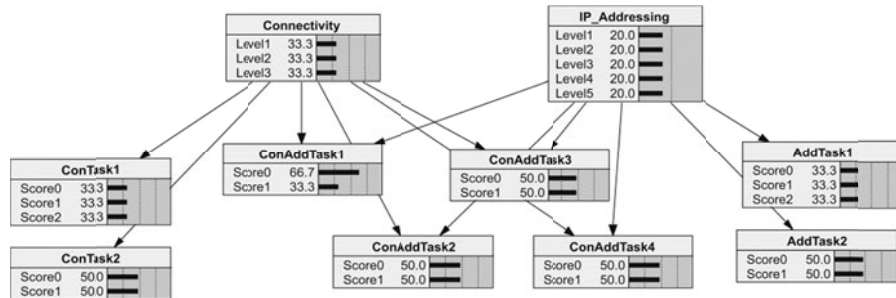 Connectivity
Level1 33.3
Level2 33.3
Level3 33.3
IP_Addressing
Level1 20.0
Level2 20.0
Level3 20.0
Level4 20.0
Level5 20.0
ConTask1
Score0 33.3
Score1 33.3
Score2 33.3
ConAddTask1
Score0 66.7
Score1 33.3
ConAddTask3
Score0 50.0
Score1 50.0
AddTask1
Score0 33.3
Score1 33.3
Score2 33.3
ConTask2
Score0 50.0
Score1 50.0
ConAddTask2
Score0 50.0
Score1 50.0
ConAddTask4
Score0 50.0
Score1 50.0
AddTask2
Score0 50.0
Score1 50.0